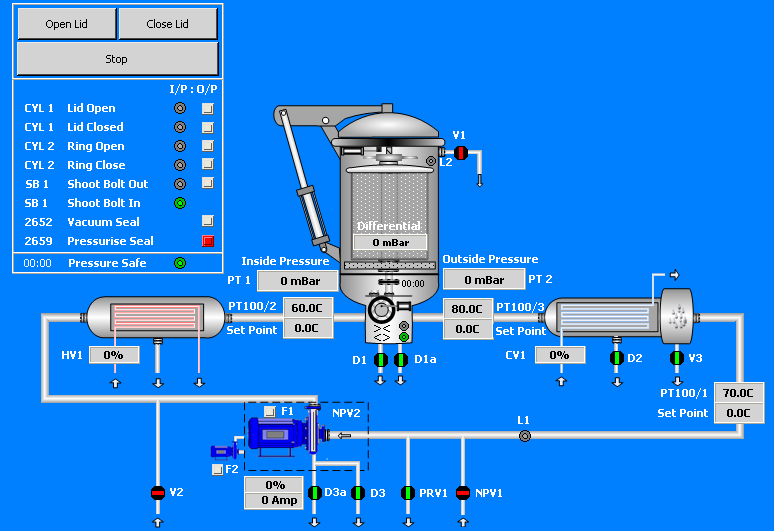 Open Lid
Close Lid
Stop
I/P : O/P
CYL 1 Lid Open
CYL 1 Lid Closed
CYL 2 Ring Open
CYL 2 Ring Close
SB 1 Shoot Bolt Out
SB 1 Shoot Bolt In
2652 Vacuum Seal
2659 Pressurise Seal
00:00 Pressure Safe
V1
L2
Differential
0 mBar
Inside Pressure
PT 1 0 mBar
Outside Pressure
0 mBar PT 2
00:00
PT100/2 60.0C
Set Point 0.0C
80.0C PT100/3
0.0C Set Point
HV1 0%
D1
D1a
CV1 0%
D2
V3
PT100/1 70.0C
Set Point 0.0C
F1
NPV2
L1
F2
0%
0 Amp
V2
D3a
D3
PRV1
NPV1